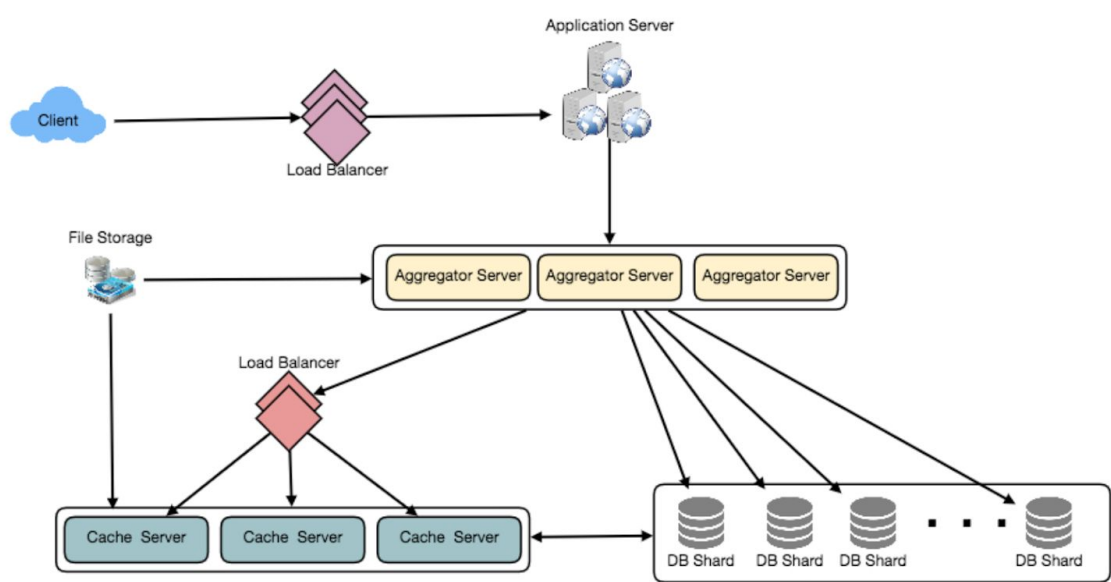 Application Server
Client
Load Balancer
File Storage
Aggregator Server
Aggregator Server
Aggregator Server
Load Balancer
Cache Server
Cache Server
Cache Server
DB Shard
DB Shard
DB Shard
DB Shard